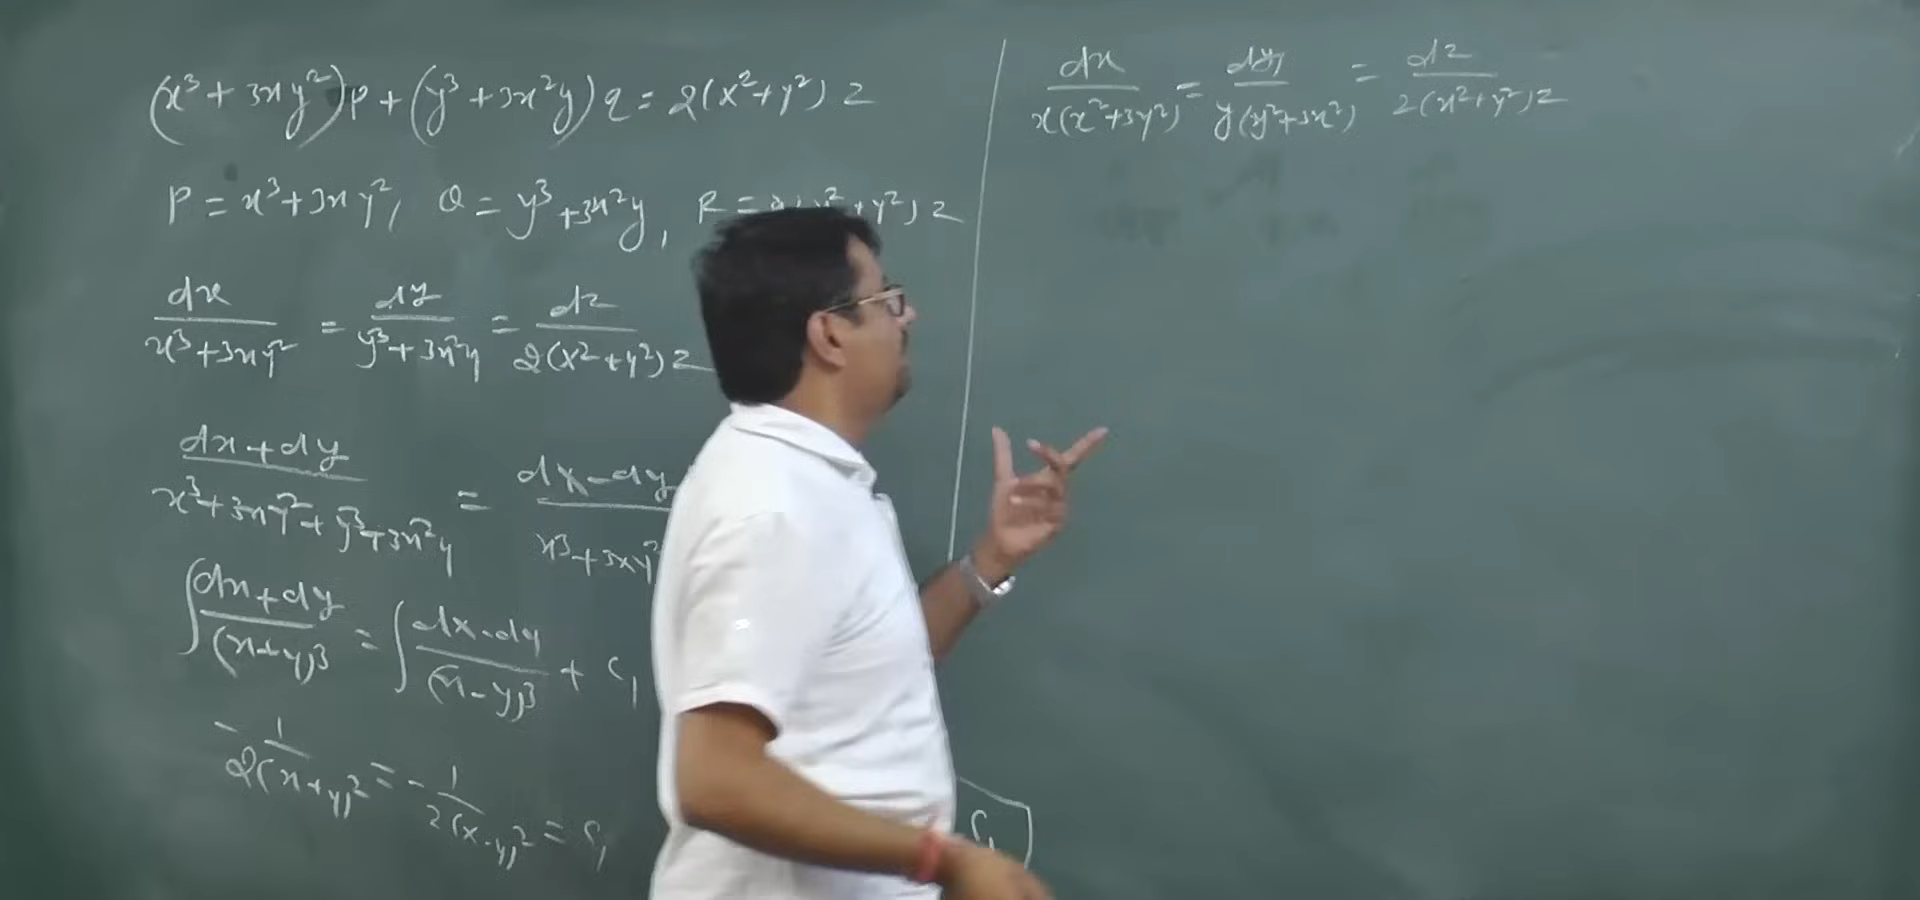 (x³ + 3xy²)p + (y³ + 3x²y)q = 2(x² + y²)z
P = x³ + 3xy², Q = y³ + 3x²y, R = 2(x² + y²)z
dx/(x³ + 3xy²) = dy/(y³ + 3x²y) = dz/(2(x² + y²)z)
(dx + dy)/(x³ + 3xy² + y³ + 3x²y) = (dx - dy)/(x³ + 3xy²
∫(dx + dy)/(x + y)³ = ∫(dx - dy)/(x - y)³ + c₁
-1/(2(x + y)²) = -1/(2(x - y)²) = c₁
c₁
dx/(x(x² + 3y²)) = dy/(y(y² + 3x²)) = dz/(2(x² + y²)z)